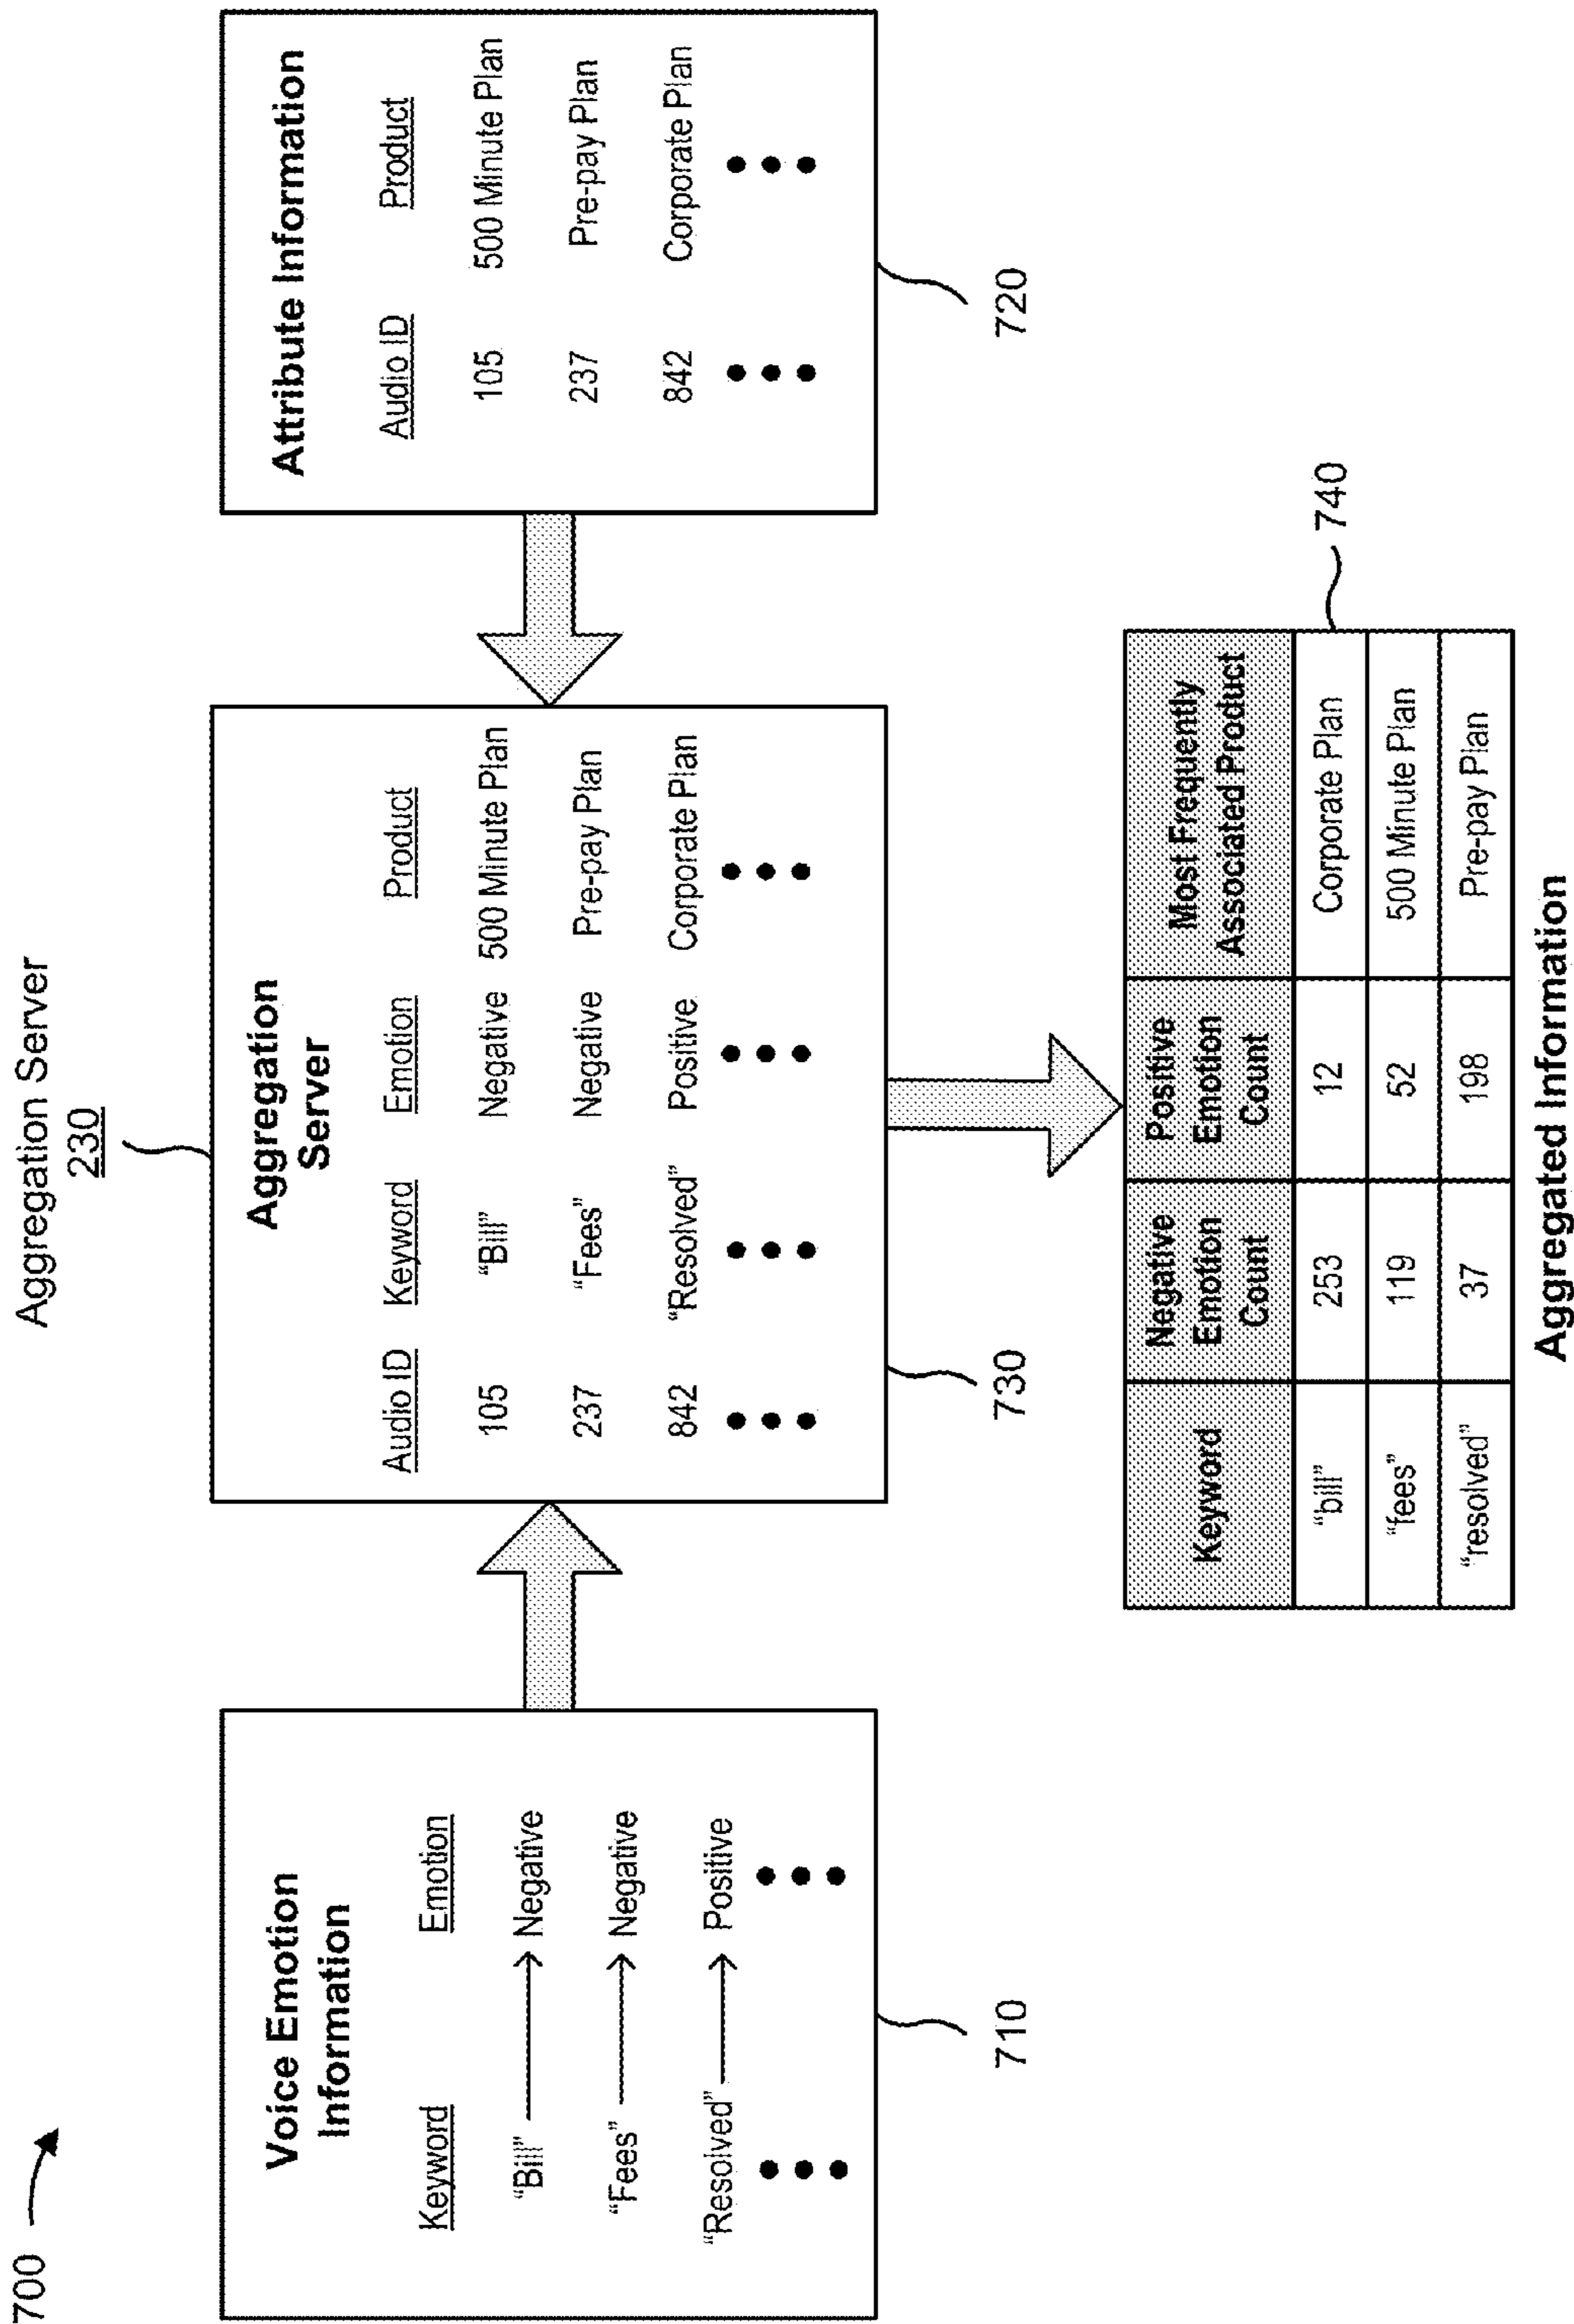 700
Aggregation Server
230
Voice Emotion
Information
Keyword Emotion
“Bill” Negative
“Fees” Negative
“Resolved” Positive
710
Aggregation
Server
Audio ID Keyword Emotion Product
105 “Bill” Negative 500 Minute Plan
237 “Fees” Negative Pre-pay Plan
842 “Resolved” Positive Corporate Plan
730
Attribute Information
Audio ID Product
105 500 Minute Plan
237 Pre-pay Plan
842 Corporate Plan
720
Keyword
Negative
Emotion
Count
Positive
Emotion
Count
Most Frequently
Associated Product
“bill” 253 12 Corporate Plan
“fees” 119 52 500 Minute Plan
“resolved” 37 198 Pre-pay Plan
740
Aggregated Information